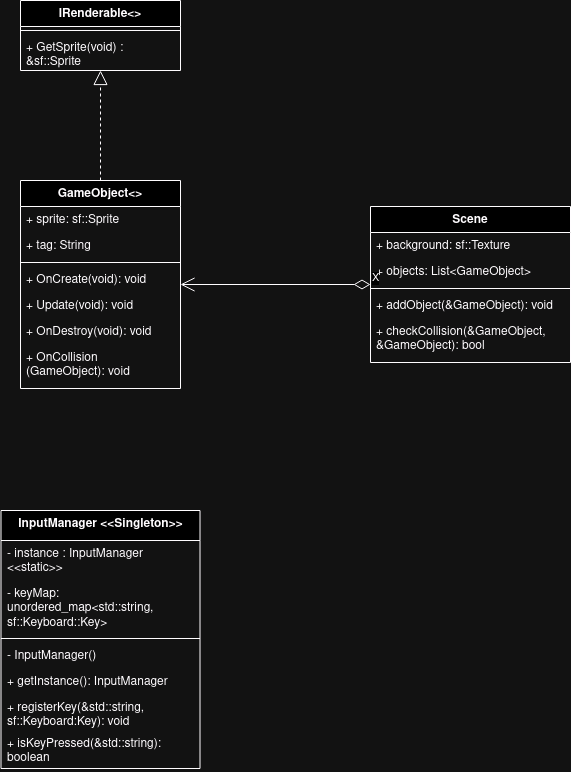 IRenderable<>
+ GetSprite(void) :
&sf::Sprite
GameObject<>
+ sprite: sf::Sprite
+ tag: String
+ OnCreate(void): void
+ Update(void): void
+ OnDestroy(void): void
+ OnCollision
(GameObject): void
Scene
+ background: sf::Texture
+ objects: List<GameObject>
X
+ addObject(&GameObject): void
+ checkCollision(&GameObject,
&GameObject): bool
InputManager <<Singleton>>
- instance : InputManager
<<static>>
- keyMap:
unordered_map<std::string,
sf::Keyboard::Key>
- InputManager()
+ getInstance(): InputManager
+ registerKey(&std::string,
sf::Keyboard:Key): void
+ isKeyPressed(&std::string):
boolean